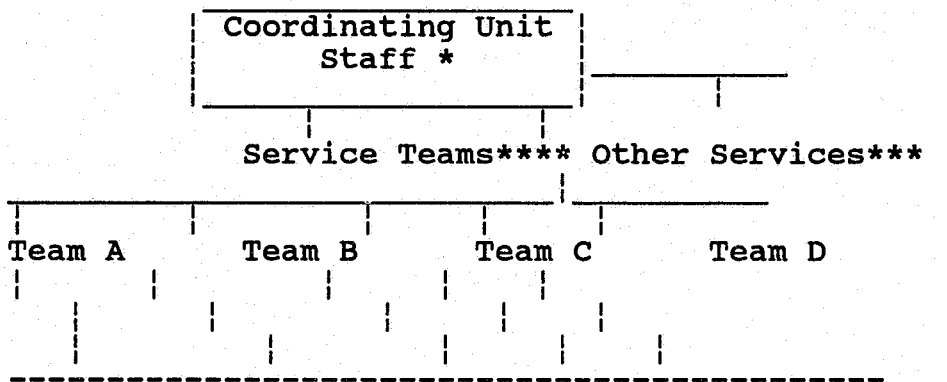 Coordinating Unit
Staff *
Service Teams**** Other Services***
Team A Team B Team C Team D